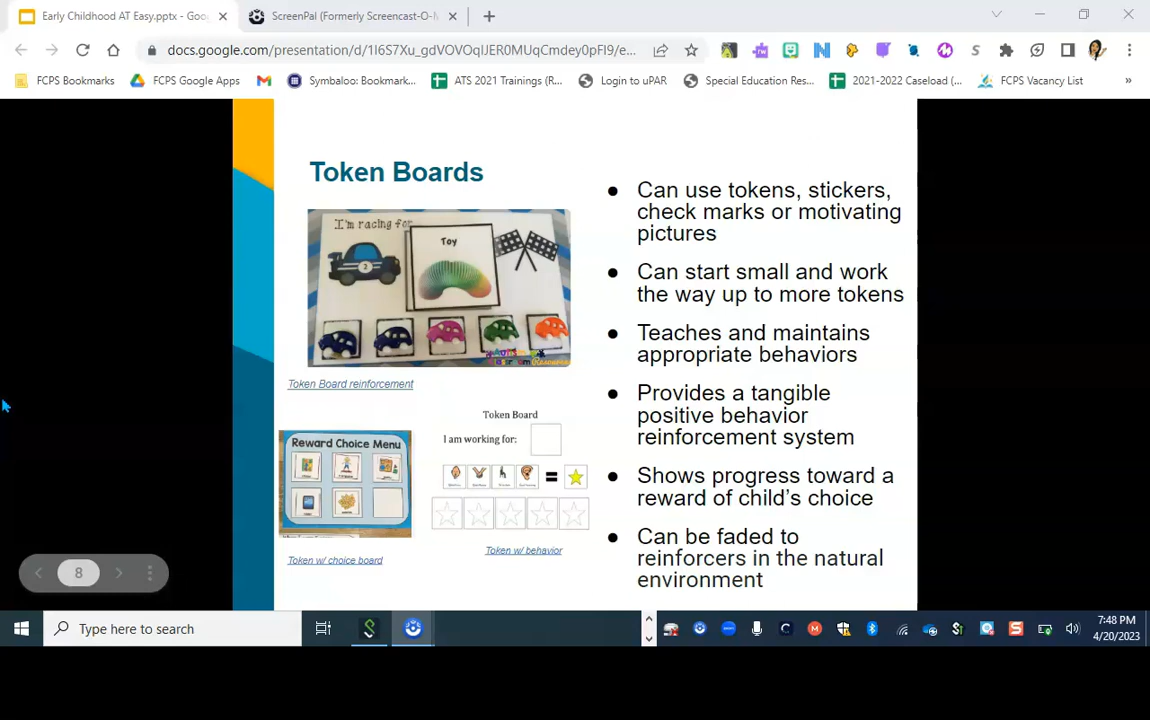 Early Childhood AT Easy.pptx - Goo
ScreenPal (Formerly Screencast-O-M
docs.google.com/presentation/d/1I6S7Xu_gdVOVOqIJER0MUqCmdey0pFI9/e...
FCPS Bookmarks
FCPS Google Apps
Symbaloo: Bookmark...
ATS 2021 Trainings (R...
Login to uPAR
Special Education Res...
2021-2022 Caseload (...
FCPS Vacancy List
»
Token Boards
I'm racing for
Toy
2
Autism
Classroom
Resources
Token Board reinforcement
Reward Choice Menu
Token w/ choice board
Token Board
I am working for:
=
Token w/ behavior
● Can use tokens, stickers,
check marks or motivating
pictures
● Can start small and work
the way up to more tokens
● Teaches and maintains
appropriate behaviors
● Provides a tangible
positive behavior
reinforcement system
● Shows progress toward a
reward of child's choice
● Can be faded to
reinforcers in the natural
environment
8
Type here to search
7:48 PM
4/20/2023